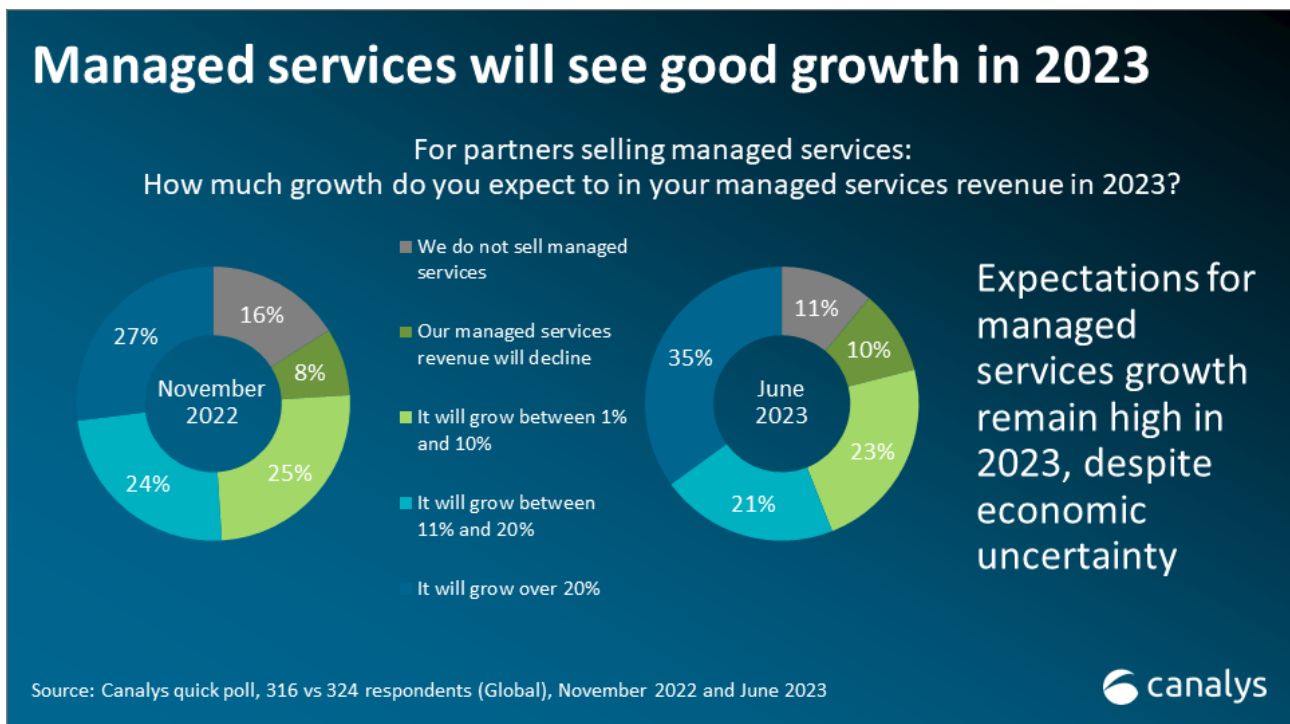 Managed services will see good growth in 2023
For partners selling managed services:
How much growth do you expect to in your managed services revenue in 2023?
16%
8%
25%
24%
27%
November
2022
We do not sell managed
services
Our managed services
revenue will decline
It will grow between 1%
and 10%
It will grow between
11% and 20%
It will grow over 20%
11%
10%
23%
21%
35%
June
2023
Expectations for
managed
services growth
remain high in
2023, despite
economic
uncertainty
Source: Canalys quick poll, 316 vs 324 respondents (Global), November 2022 and June 2023
canalys